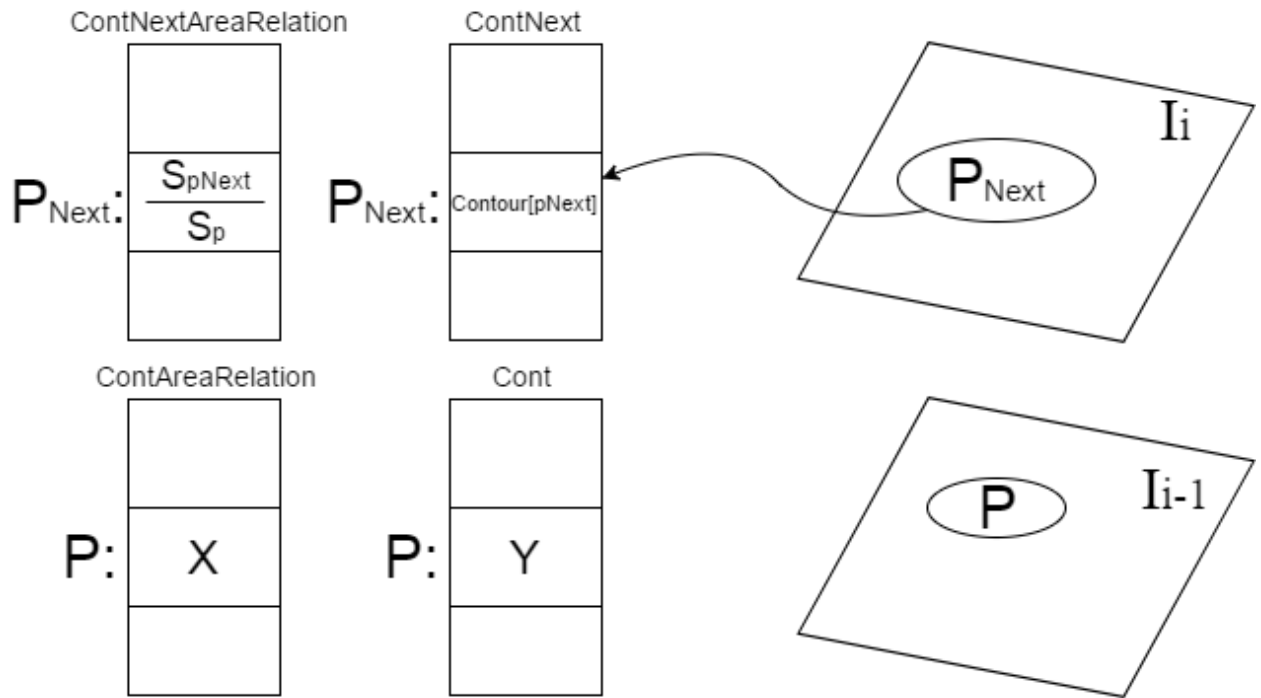 ContNextAreaRelation
ContNext
Ii
PNext:
SpNext
Sp
PNext:
Contour[pNext]
PNext
ContAreaRelation
Cont
Ii-1
P:
X
P:
Y
P